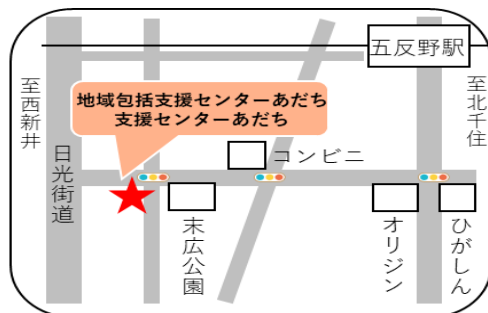 五反野駅
至西新井
至北千住
地域包括支援センターあだち
支援センターあだち
日光街道
コンビニ
末広公園
オリジン
ひがしん